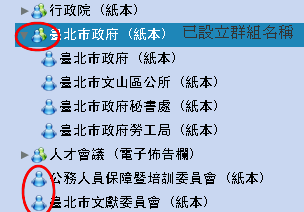 行政院 (紙本)
臺北市政府 (紙本) 已設立群組名稱
臺北市政府 (紙本)
臺北市文山區公所 (紙本)
臺北市政府秘書處 (紙本)
臺北市政府勞工局 (紙本)
人才會議 (電子佈告欄)
公務人員保障暨培訓委員會 (紙本)
臺北市文獻委員會 (紙本)